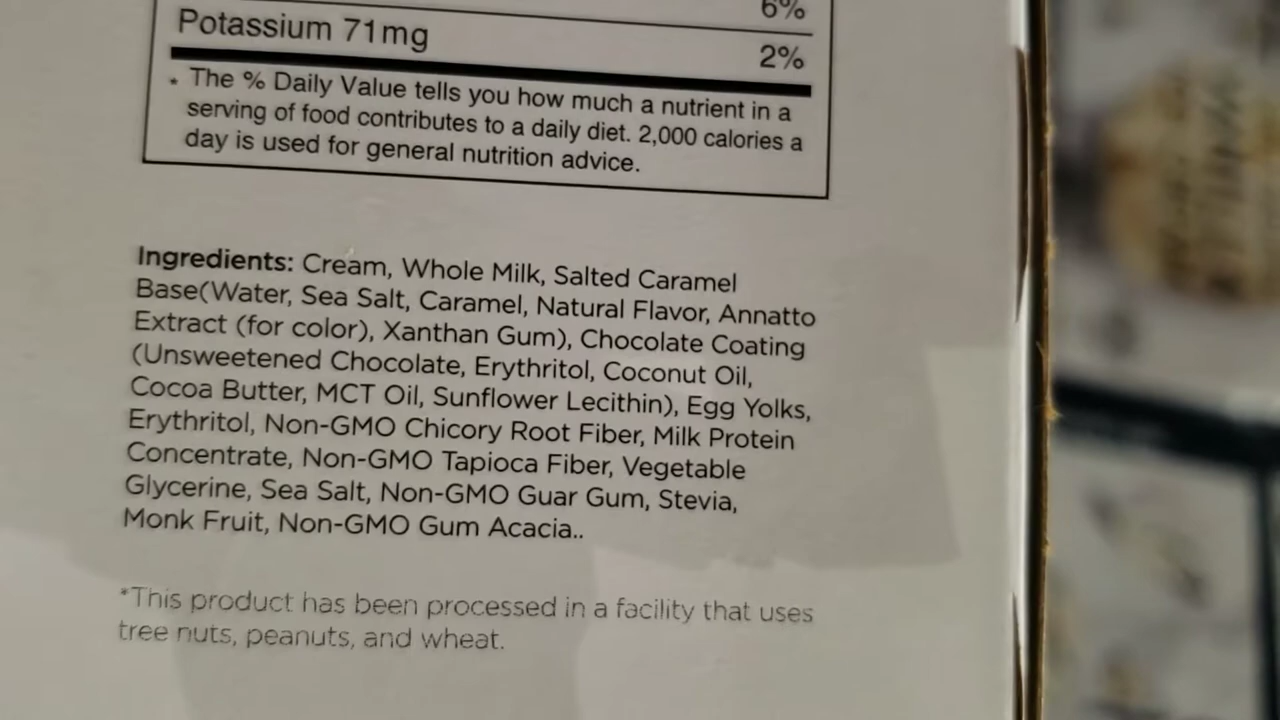 6%
Potassium 71mg 2%
* The % Daily Value tells you how much a nutrient in a
serving of food contributes to a daily diet. 2,000 calories a
day is used for general nutrition advice.
Ingredients: Cream, Whole Milk, Salted Caramel
Base(Water, Sea Salt, Caramel, Natural Flavor, Annatto
Extract (for color), Xanthan Gum), Chocolate Coating
(Unsweetened Chocolate, Erythritol, Coconut Oil,
Cocoa Butter, MCT Oil, Sunflower Lecithin), Egg Yolks,
Erythritol, Non-GMO Chicory Root Fiber, Milk Protein
Concentrate, Non-GMO Tapioca Fiber, Vegetable
Glycerine, Sea Salt, Non-GMO Guar Gum, Stevia,
Monk Fruit, Non-GMO Gum Acacia..
*This product has been processed in a facility that uses
tree nuts, peanuts, and wheat.